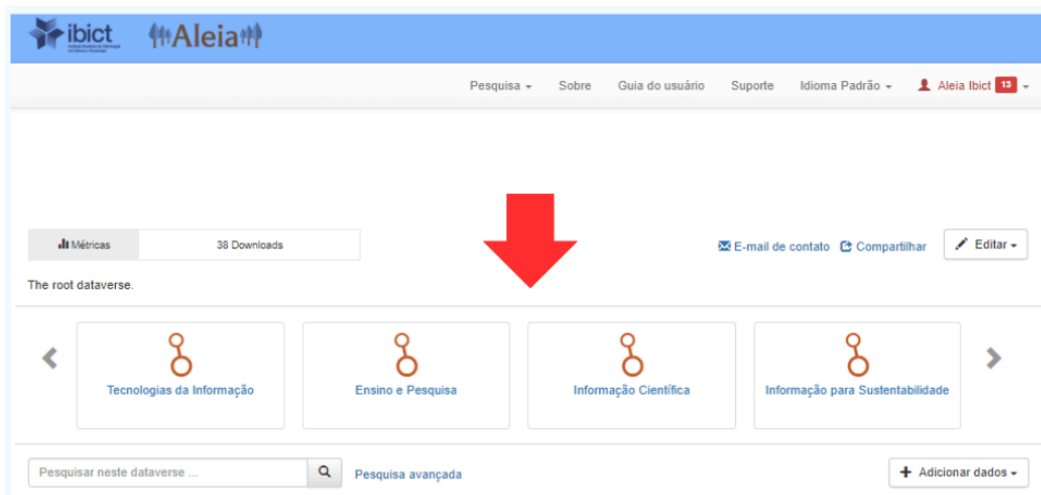 ibict
Aleia
Pesquisa Sobre Guia do usuário Suporte Idioma Padrão Aleia Ibict 13
Métricas 38 Downloads E-mail de contato Compartilhar Editar
The root dataverse.
Tecnologias da Informação Ensino e Pesquisa Informação Científica Informação para Sustentabilidade
Pesquisar neste dataverse ... Pesquisa avançada Adicionar dados